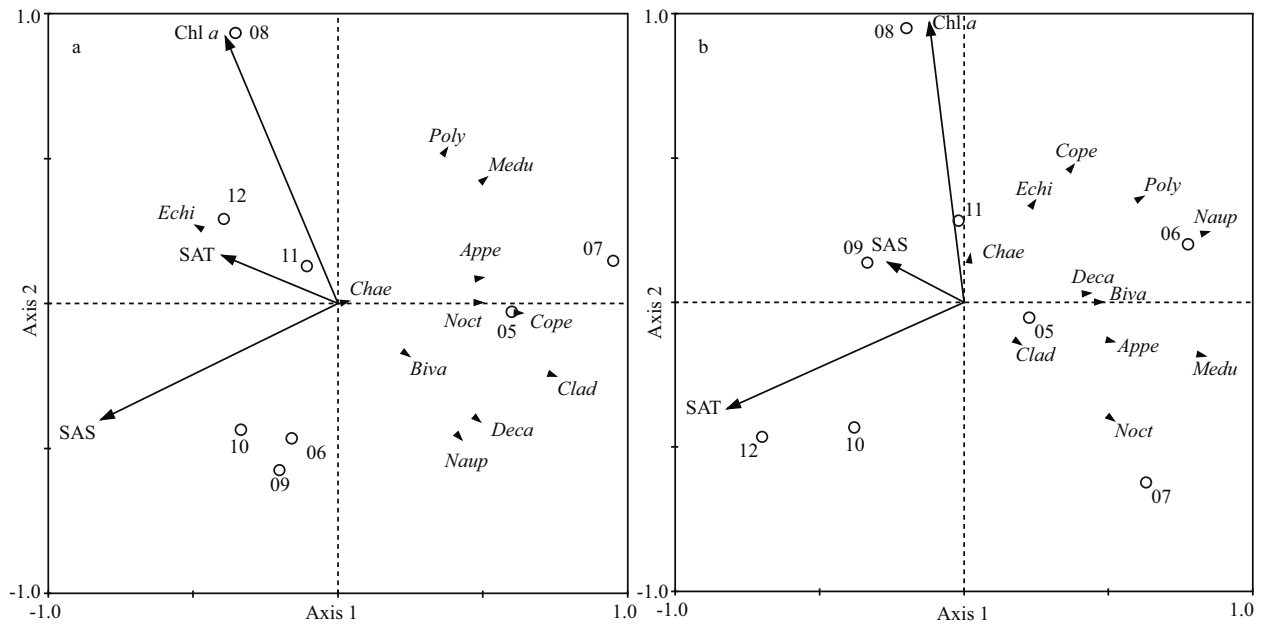 1.0
a
Chl a
08
Poly
Medu
12
Echi
SAT
11
Appe
07
Chae
Noct
05
Cope
Biva
Clad
SAS
10
06
09
Deca
Naup
Axis 2
-1.0
-1.0
Axis 1
1.0
1.0
b
08
Chl a
Cope
Echi
Poly
11
Naup
06
09
SAS
Chae
Deca
Biva
05
Clad
Appe
Medu
SAT
Noct
12
10
07
Axis 2
-1.0
-1.0
Axis 1
1.0